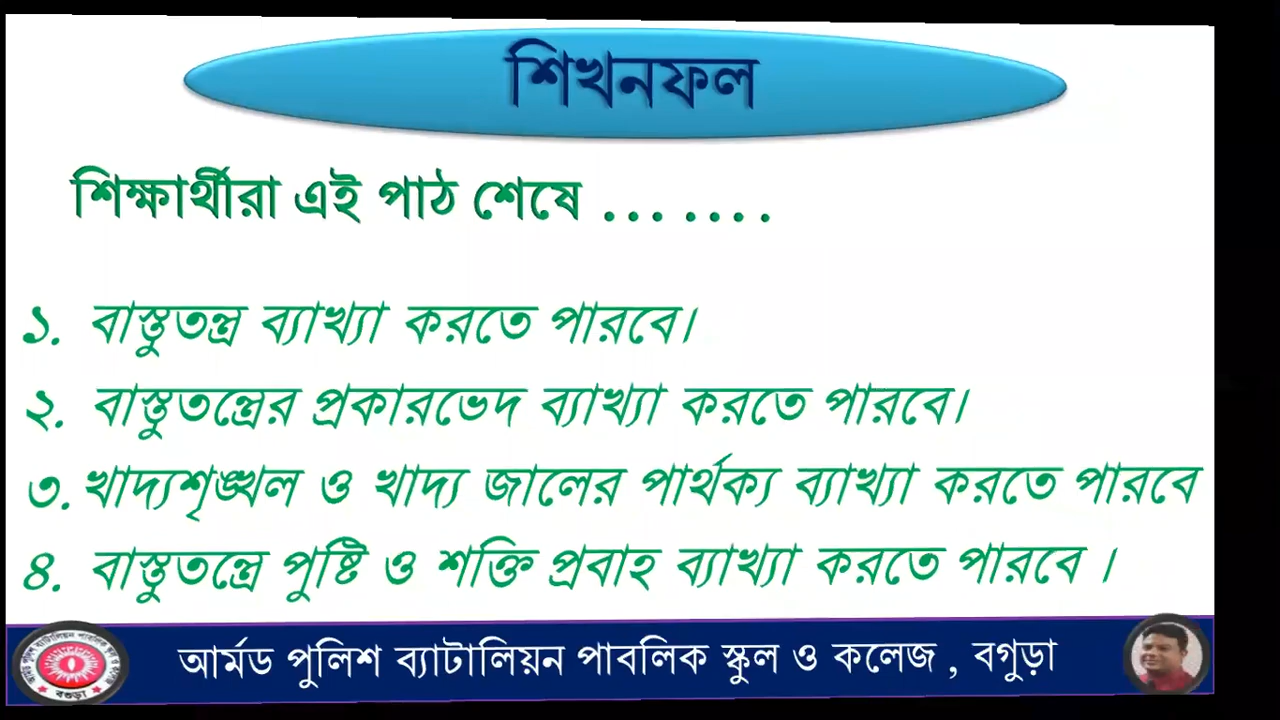 শিখনফল
শিক্ষার্থীরা এই পাঠ শেষে ... ....
১. বাস্তুতন্ত্র ব্যাখ্যা করতে পারবে।
২. বাস্তুতন্ত্রের প্রকারভেদ ব্যাখ্যা করতে পারবে।
৩. খাদ্যশৃঙ্খল ও খাদ্য জালের পার্থক্য ব্যাখ্যা করতে পারবে
৪. বাস্তুতন্ত্রে পুষ্টি ও শক্তি প্রবাহ ব্যাখ্যা করতে পারবে ।
আর্মড পুলিশ ব্যাটালিয়ন পাবলিক স্কুল ও কলেজ , বগুড়া
বগুড়া